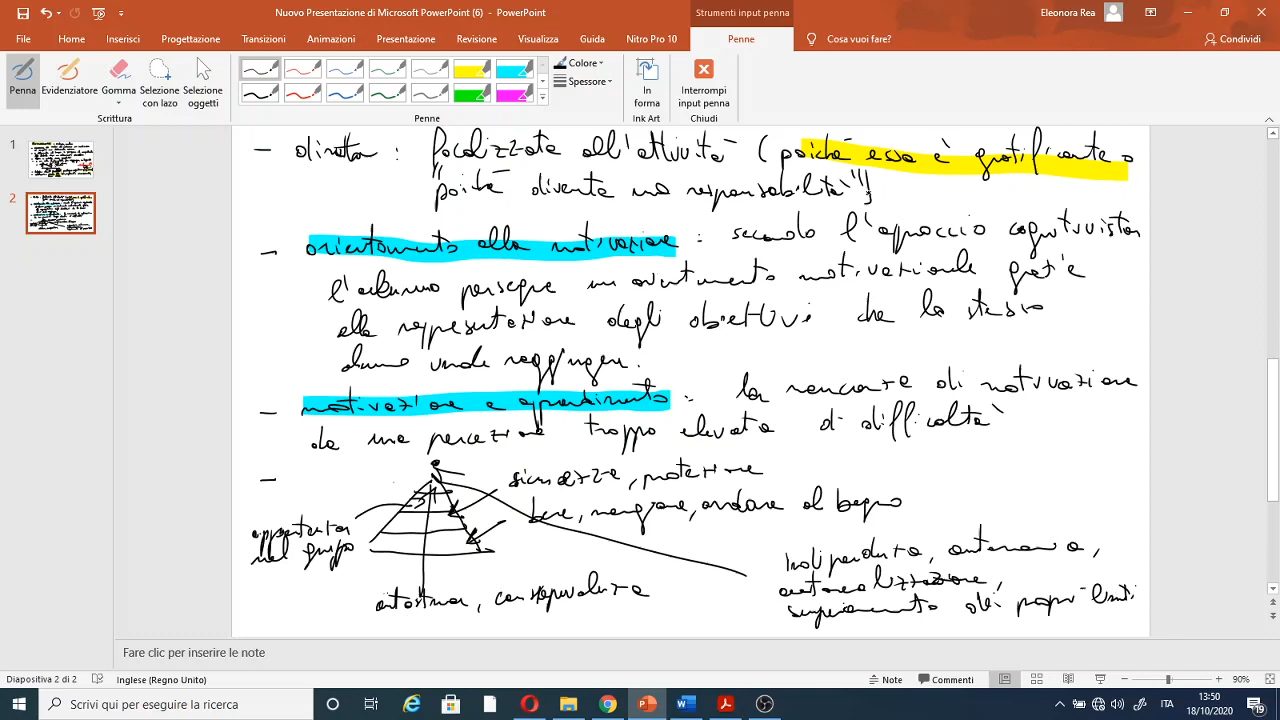 Nuovo Presentazione di Microsoft PowerPoint (6) - PowerPoint
Strumenti input penna
Eleonora Rea
File Home Inserisci Progettazione Transizioni Animazioni Presentazione Revisione Visualizza Guida Nitro Pro 10 Penne Cosa vuoi fare? Condividi
Penna Evidenziatore Gomma Selezione con lazo Selezione oggetti
Colore
Spessore
In forma
Interrompi input penna
Scrittura Penne Ink Art Chiudi
1
2
- diretta : focalizzata all'attività (poiché essa è gratificante o
"poiché diventa una responsabilità")
- orientamento alla motivazione : secondo l'approccio cognitivista
l'alunno persegue un orientamento motivazionale grazie
alla rappresentazione degli obiettivi che lo stesso
alunno vuole raggiungere.
- motivazione e apprendimento : la mancanza di motivazione
da una percezione troppo elevata di difficoltà
-
sicurezza, protezione
bere, mangiare, andare al bagno
appartenenza
nel gruppo
autostima, consapevolezza
indipendenza, autonomia,
superamento dei propri limiti
Fare clic per inserire le note
Diapositiva 2 di 2 Inglese (Regno Unito) Note Commenti 90%
Scrivi qui per eseguire la ricerca
ITA
13:50
18/10/2020
19